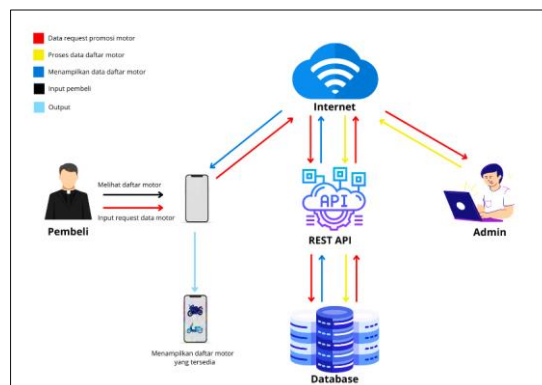 Data request promosi motor
Proses data daftar motor
Menampilkan data daftar motor
Input pembeli
Output
Internet
Melihat daftar motor
Input request data motor
Pembeli
API
REST API
Admin
Menampilkan daftar motor
yang tersedia
Database